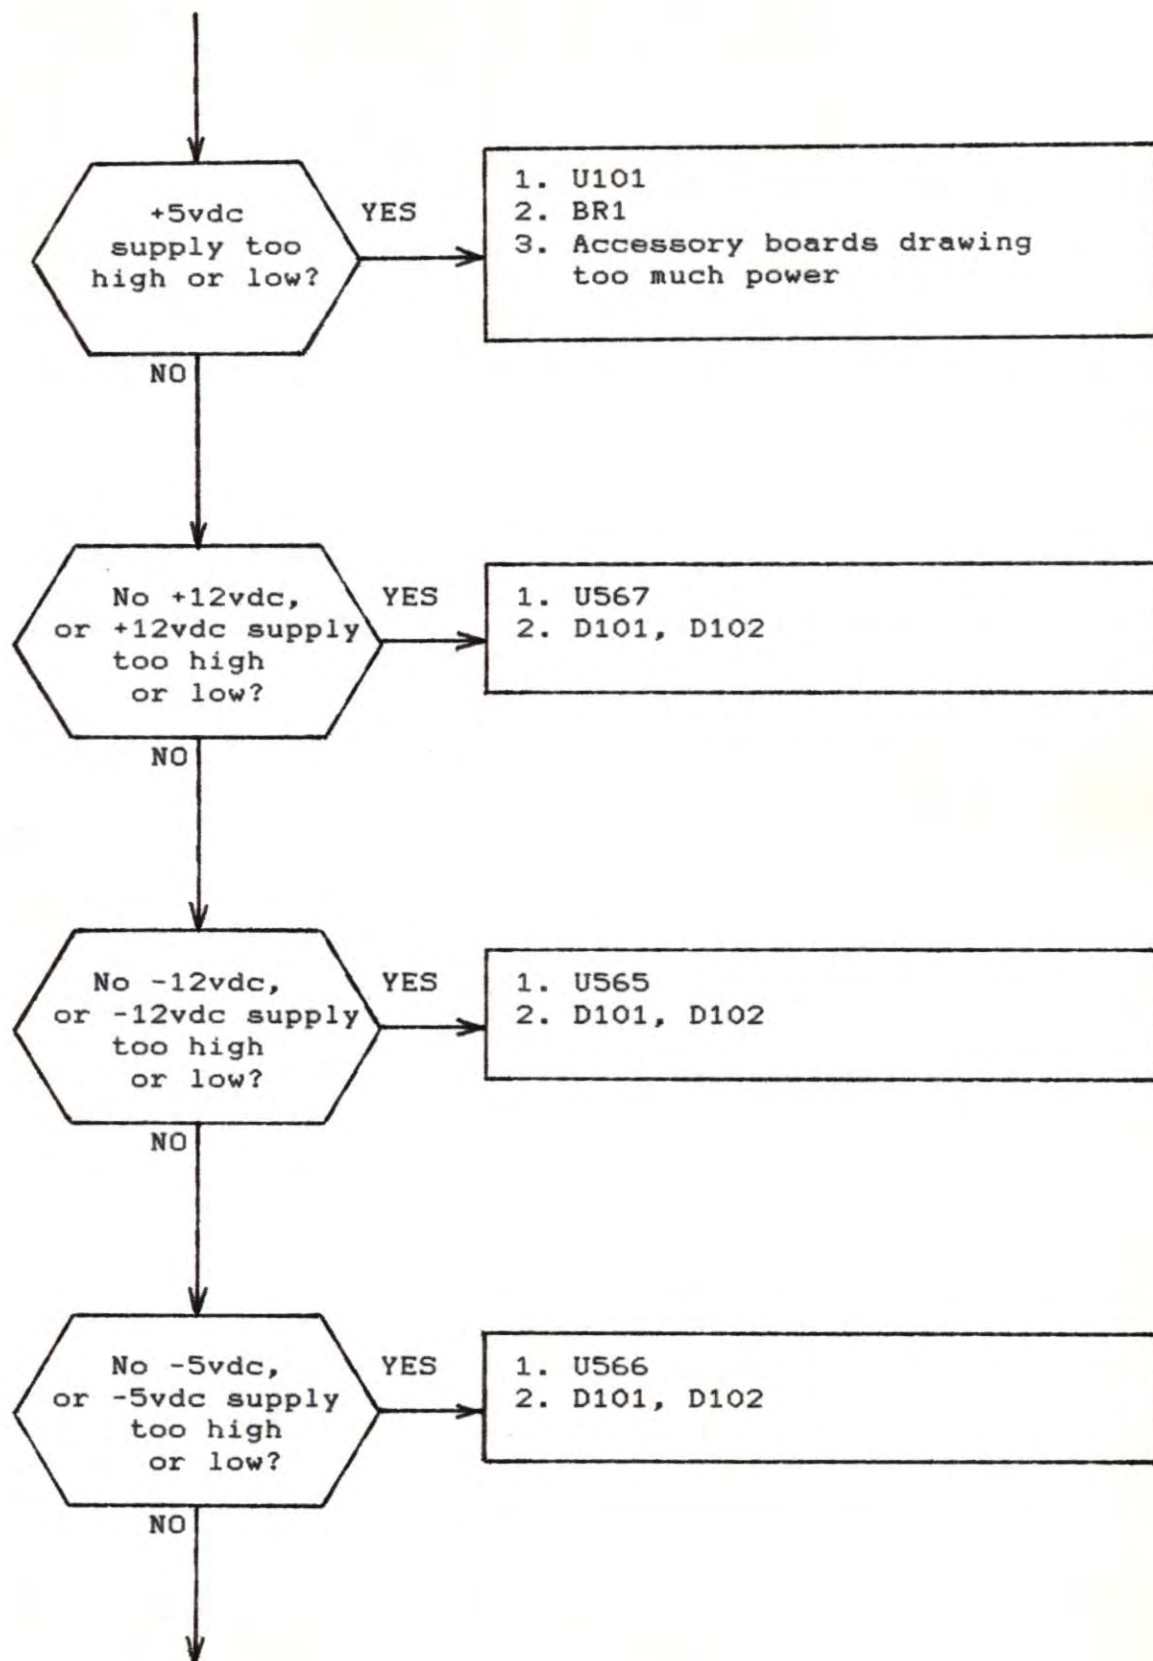 +5vdc
supply too
high or low?
YES
1. U101
2. BR1
3. Accessory boards drawing
too much power
NO
No +12vdc,
or +12vdc supply
too high
or low?
YES
1. U567
2. D101, D102
NO
No -12vdc,
or -12vdc supply
too high
or low?
YES
1. U565
2. D101, D102
NO
No -5vdc,
or -5vdc supply
too high
or low?
YES
1. U566
2. D101, D102
NO